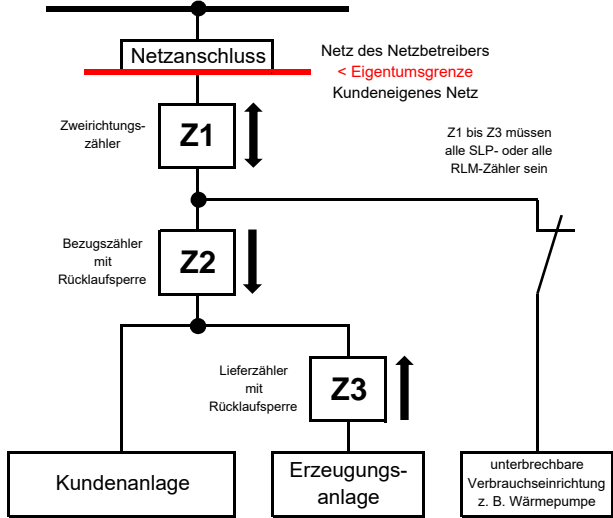 Netzanschluss
Netz des Netzbetreibers
< Eigentumsgrenze
Kundeneigenes Netz
Zweirichtungs-
zähler
Z1
Z1 bis Z3 müssen
alle SLP- oder alle
RLM-Zähler sein
Bezugszähler
mit
Rücklaufsperre
Z2
Lieferzähler
mit
Rücklaufsperre
Z3
Kundenanlage
Erzeugungs-
anlage
unterbrechbare
Verbrauchseinrichtung
z. B. Wärmepumpe